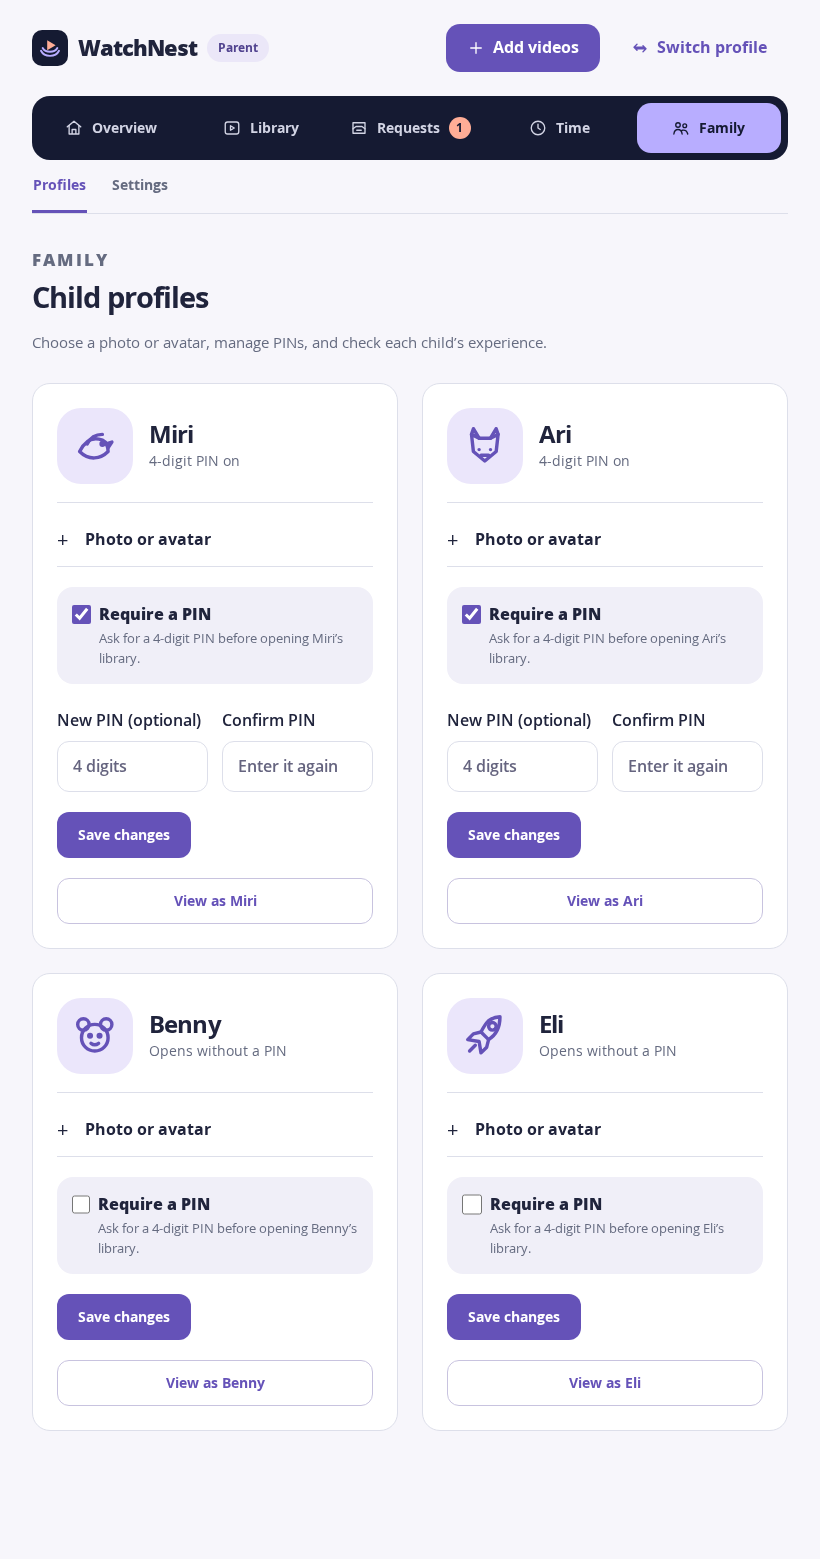 WatchNest
Parent
+ Add videos
Switch profile
Overview
Library
Requests 1
Time
Family
Profiles
Settings
FAMILY
Child profiles
Choose a photo or avatar, manage PINs, and check each child’s experience.
Miri
4-digit PIN on
+ Photo or avatar
Require a PIN
Ask for a 4-digit PIN before opening Miri’s
library.
New PIN (optional)
Confirm PIN
4 digits
Enter it again
Save changes
View as Miri
Ari
4-digit PIN on
+ Photo or avatar
Require a PIN
Ask for a 4-digit PIN before opening Ari’s
library.
New PIN (optional)
Confirm PIN
4 digits
Enter it again
Save changes
View as Ari
Benny
Opens without a PIN
+ Photo or avatar
Require a PIN
Ask for a 4-digit PIN before opening Benny’s
library.
Save changes
View as Benny
Eli
Opens without a PIN
+ Photo or avatar
Require a PIN
Ask for a 4-digit PIN before opening Eli’s
library.
Save changes
View as Eli